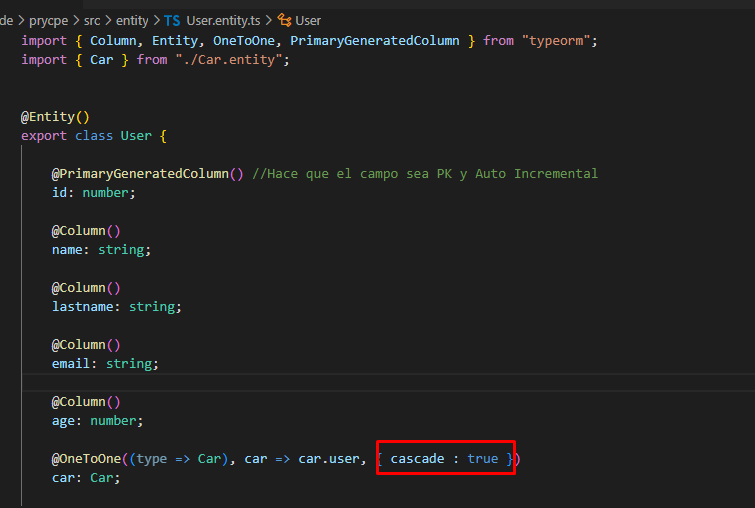 de > prycpe > src > entity > TS User.entity.ts > User
import { Column, Entity, OneToOne, PrimaryGeneratedColumn } from "typeorm";
import { Car } from "./Car.entity";
@Entity()
export class User {
@PrimaryGeneratedColumn() //Hace que el campo sea PK y Auto Incremental
id: number;
@Column()
name: string;
@Column()
lastname: string;
@Column()
email: string;
@Column()
age: number;
@OneToOne((type => Car), car => car.user, { cascade : true })
car: Car;